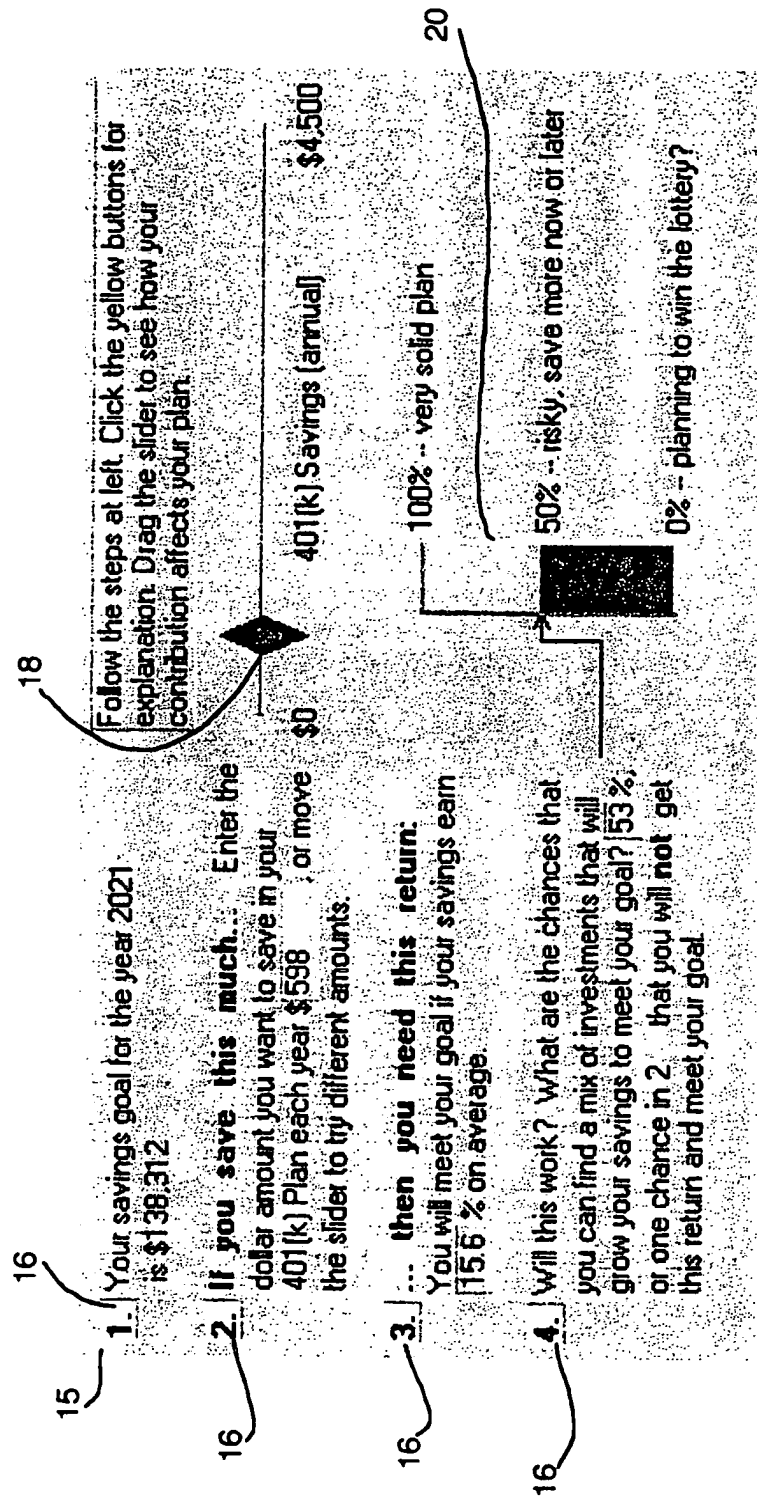 15
16
1. Your savings goal for the year 2021
is $138,312
16
2. If you save this much... Enter the
dollar amount you want to save in your
401(k) Plan each year $ 598 , or move
the slider to try different amounts.
16
3. ... then you need this return:
You will meet your goal if your savings earn
15.6 % on average.
16
4. Will this work? What are the chances that
you can find a mix of investments that will
grow your savings to meet your goal? 53 %,
or one chance in 2 that you will not get
this return and meet your goal.
18
Follow the steps at left. Click the yellow buttons for
explanation. Drag the slider to see how your
contribution affects your plan.
$0 401(k) Savings (annual) $4,500
100% -- very solid plan
20
50% -- risky, save more now or later
0% -- planning to win the lottery?